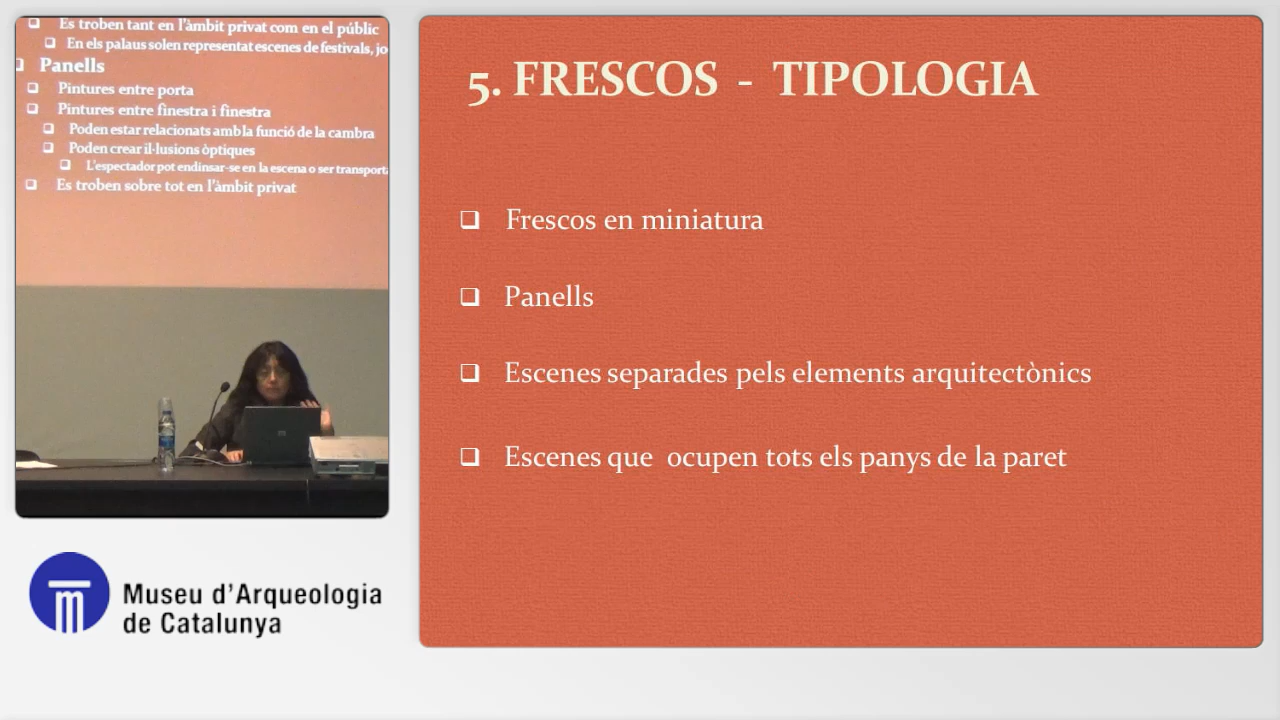 Es troben tant en l'àmbit privat com en el públic
En els palaus solen representat escenes de festivals, jo
Panells
Pintures entre porta
Pintures entre finestra i finestra
Poden estar relacionats amb la funció de la cambra
Poden crear il·lusions òptiques
L'espectador pot endinsar-se en la escena o ser transporta
Es troben sobre tot en l'àmbit privat
Museu d'Arqueologia
de Catalunya
5. FRESCOS - TIPOLOGIA
Frescos en miniatura
Panells
Escenes separades pels elements arquitectònics
Escenes que ocupen tots els panys de la paret